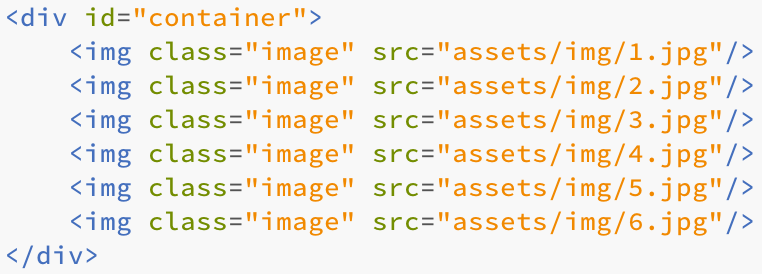 <div id="container">
    <img class="image" src="assets/img/1.jpg"/>
    <img class="image" src="assets/img/2.jpg"/>
    <img class="image" src="assets/img/3.jpg"/>
    <img class="image" src="assets/img/4.jpg"/>
    <img class="image" src="assets/img/5.jpg"/>
    <img class="image" src="assets/img/6.jpg"/>
</div>